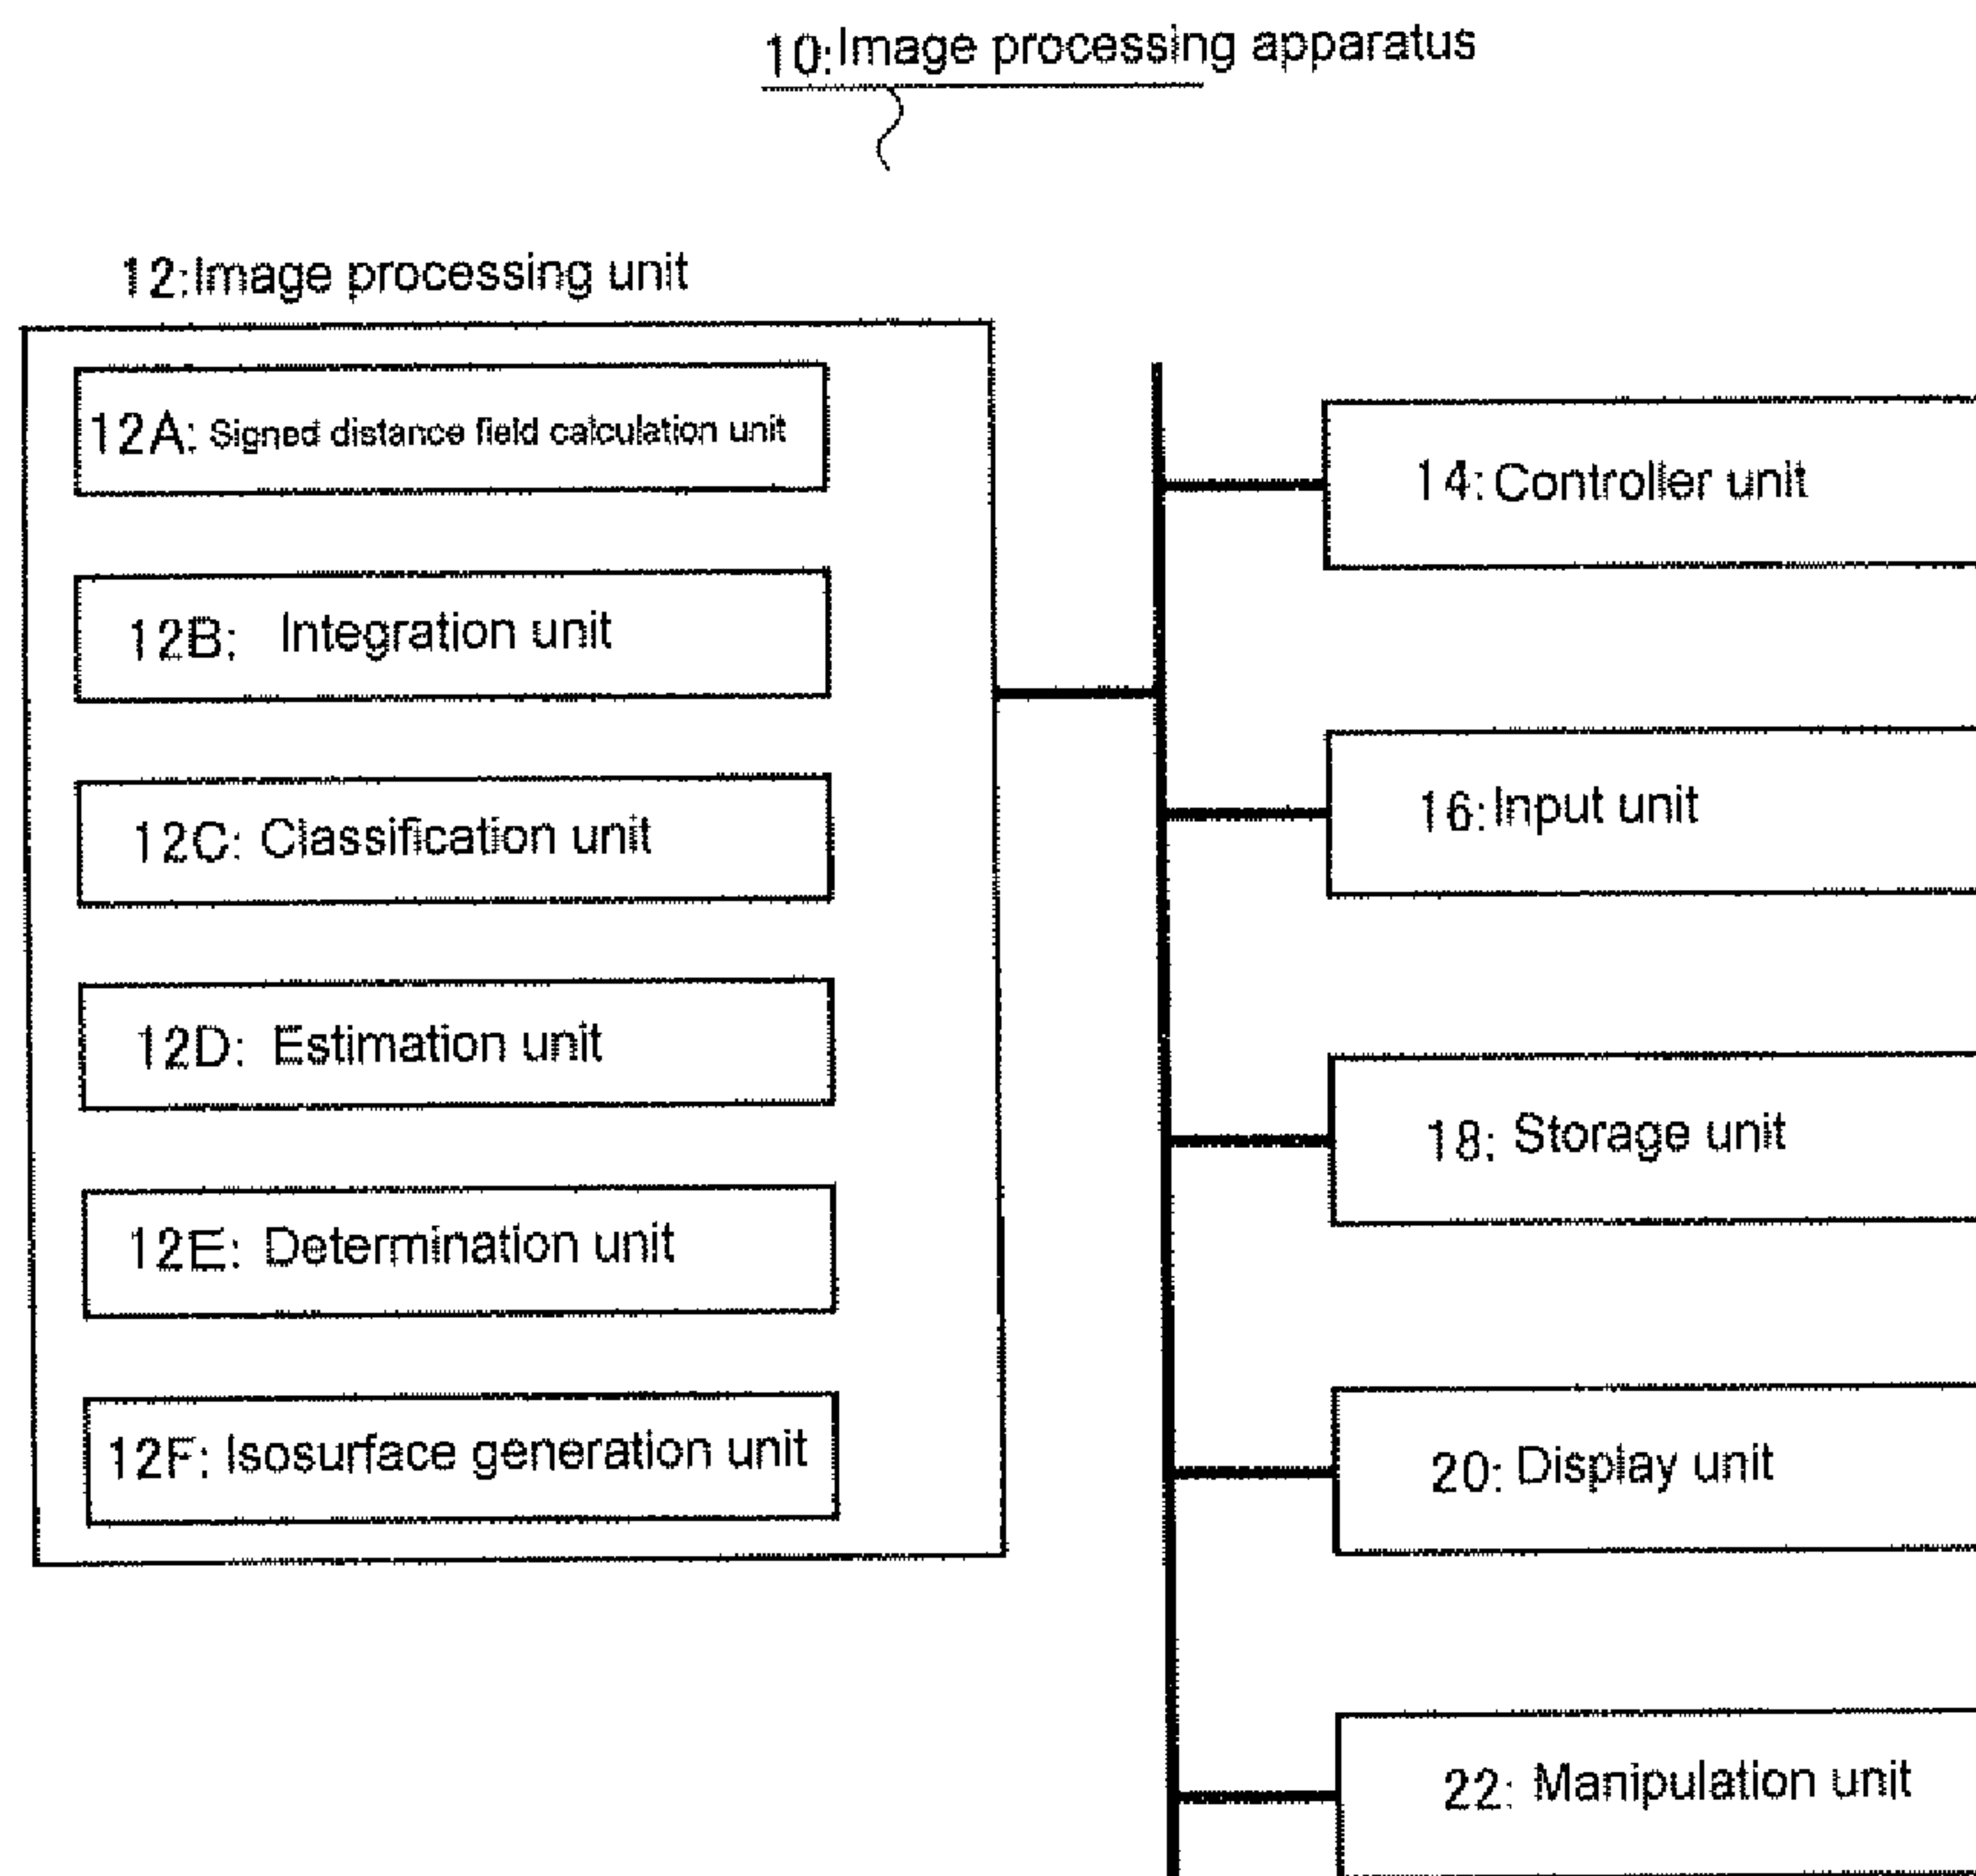 10:Image processing apparatus
12:Image processing unit
12A: Signed distance field calculation unit
12B: Integration unit
12C: Classification unit
12D: Estimation unit
12E: Determination unit
12F: Isosurface generation unit
14: Controller unit
16: Input unit
18: Storage unit
20: Display unit
22: Manipulation unit